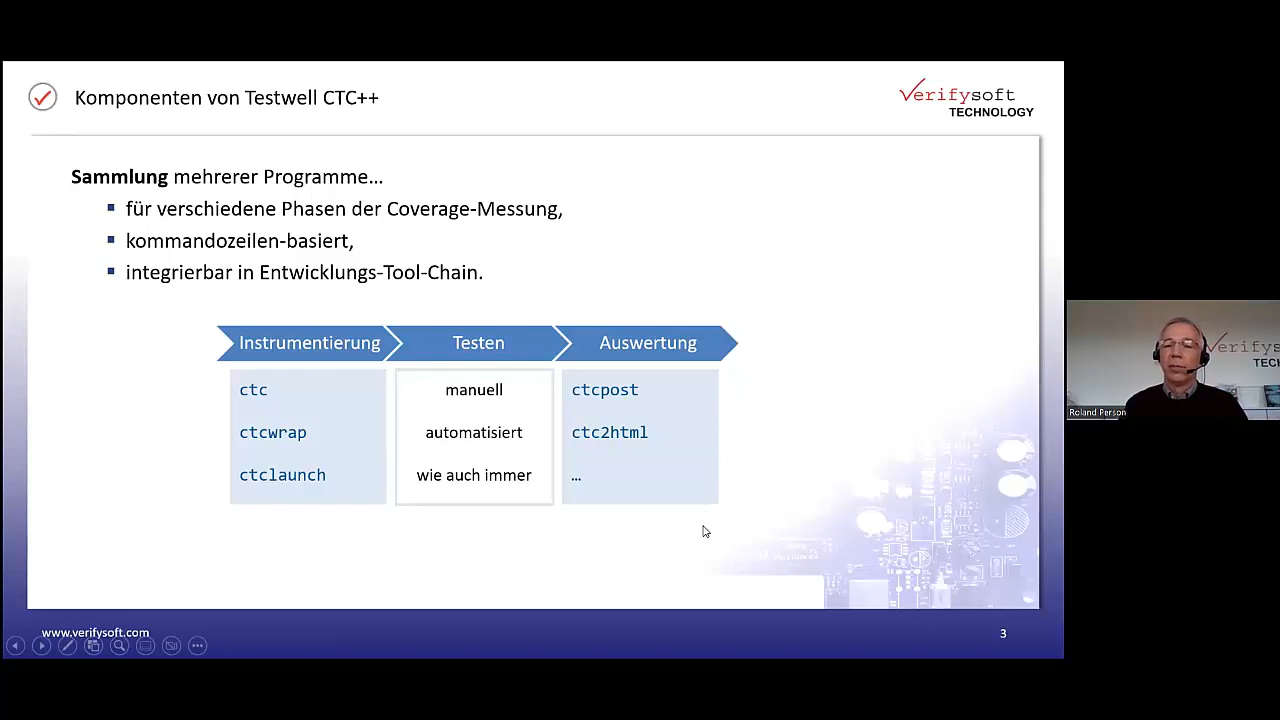 Komponenten von Testwell CTC++
Verifysoft
TECHNOLOGY
Sammlung mehrerer Programme…
für verschiedene Phasen der Coverage-Messung,
kommandozeilen-basiert,
integrierbar in Entwicklungs-Tool-Chain.
Instrumentierung Testen Auswertung
ctc manuell ctcpost
ctcwrap automatisiert ctc2html
ctclaunch wie auch immer …
www.verifysoft.com
3
Verifys
TEC
Roland Person